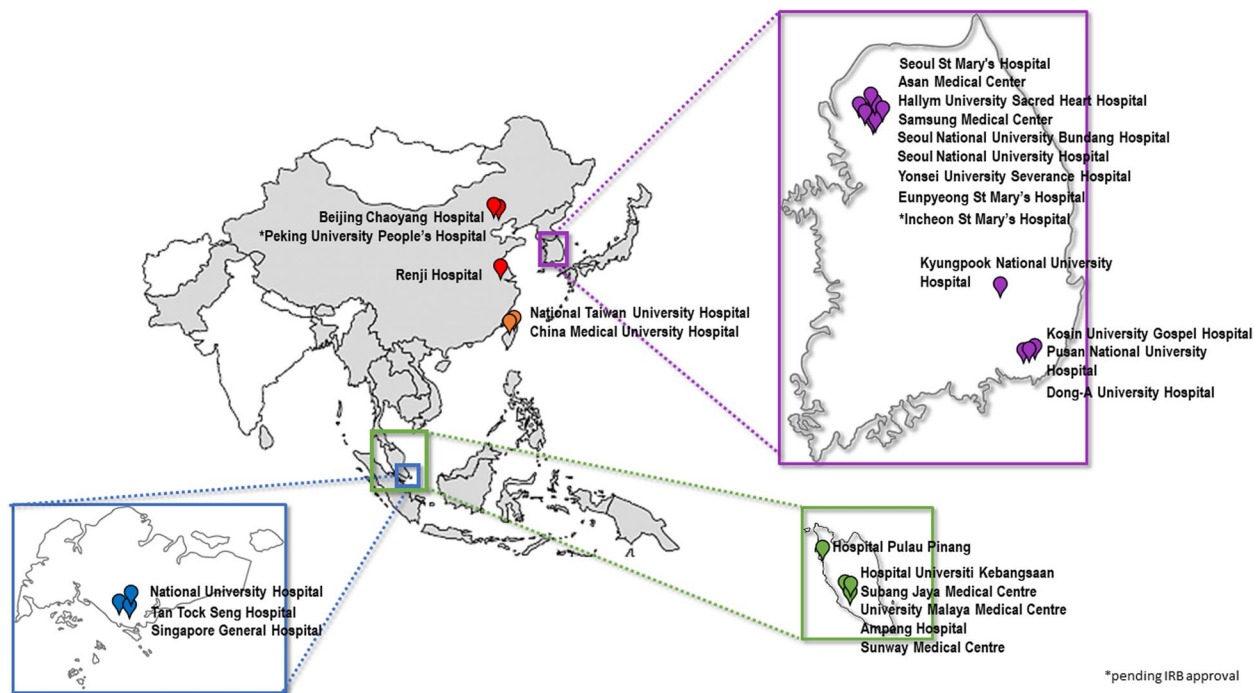 Seoul St Mary's Hospital
Asan Medical Center
Hallym University Sacred Heart Hospital
Samsung Medical Center
Seoul National University Bundang Hospital
Seoul National University Hospital
Yonsei University Severance Hospital
Eunpyeong St Mary's Hospital
*Incheon St Mary's Hospital
Kyungpook National University
Hospital
Kosin University Gospel Hospital
Pusan National University
Hospital
Dong-A University Hospital
Beijing Chaoyang Hospital
*Peking University People's Hospital
Renji Hospital
National Taiwan University Hospital
China Medical University Hospital
National University Hospital
Tan Tock Seng Hospital
Singapore General Hospital
Hospital Pulau Pinang
Hospital Universiti Kebangsaan
Subang Jaya Medical Centre
University Malaya Medical Centre
Ampang Hospital
Sunway Medical Centre
*pending IRB approval